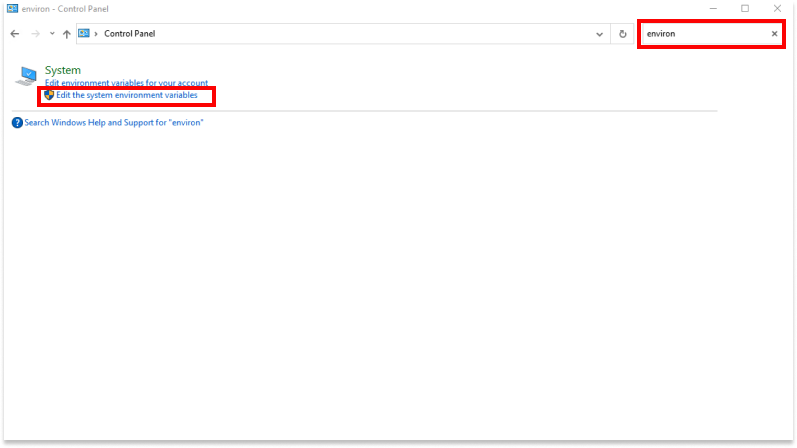 environ - Control Panel
Control Panel
environ
System
Edit environment variables for your account
Edit the system environment variables
Search Windows Help and Support for "environ"